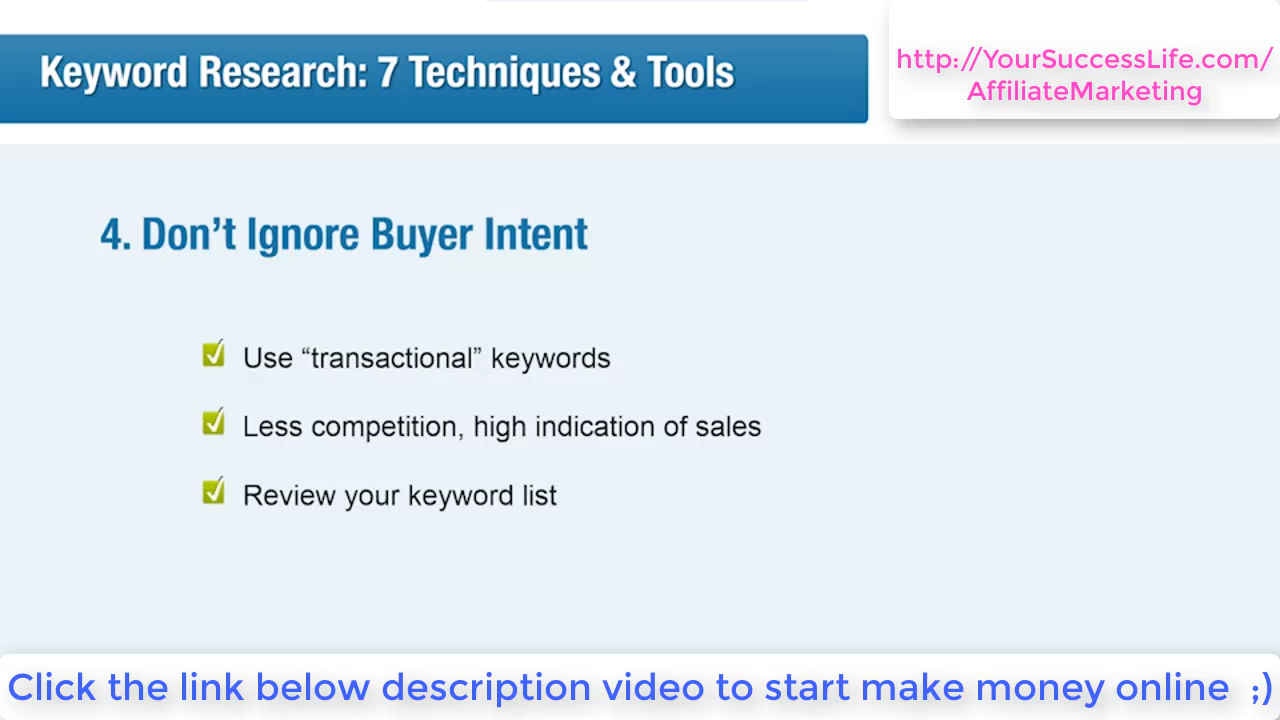 Keyword Research: 7 Techniques & Tools
http://YourSuccessLife.com/
AffiliateMarketing
4. Don’t Ignore Buyer Intent
Use “transactional” keywords
Less competition, high indication of sales
Review your keyword list
Click the link below description video to start make money online ;)